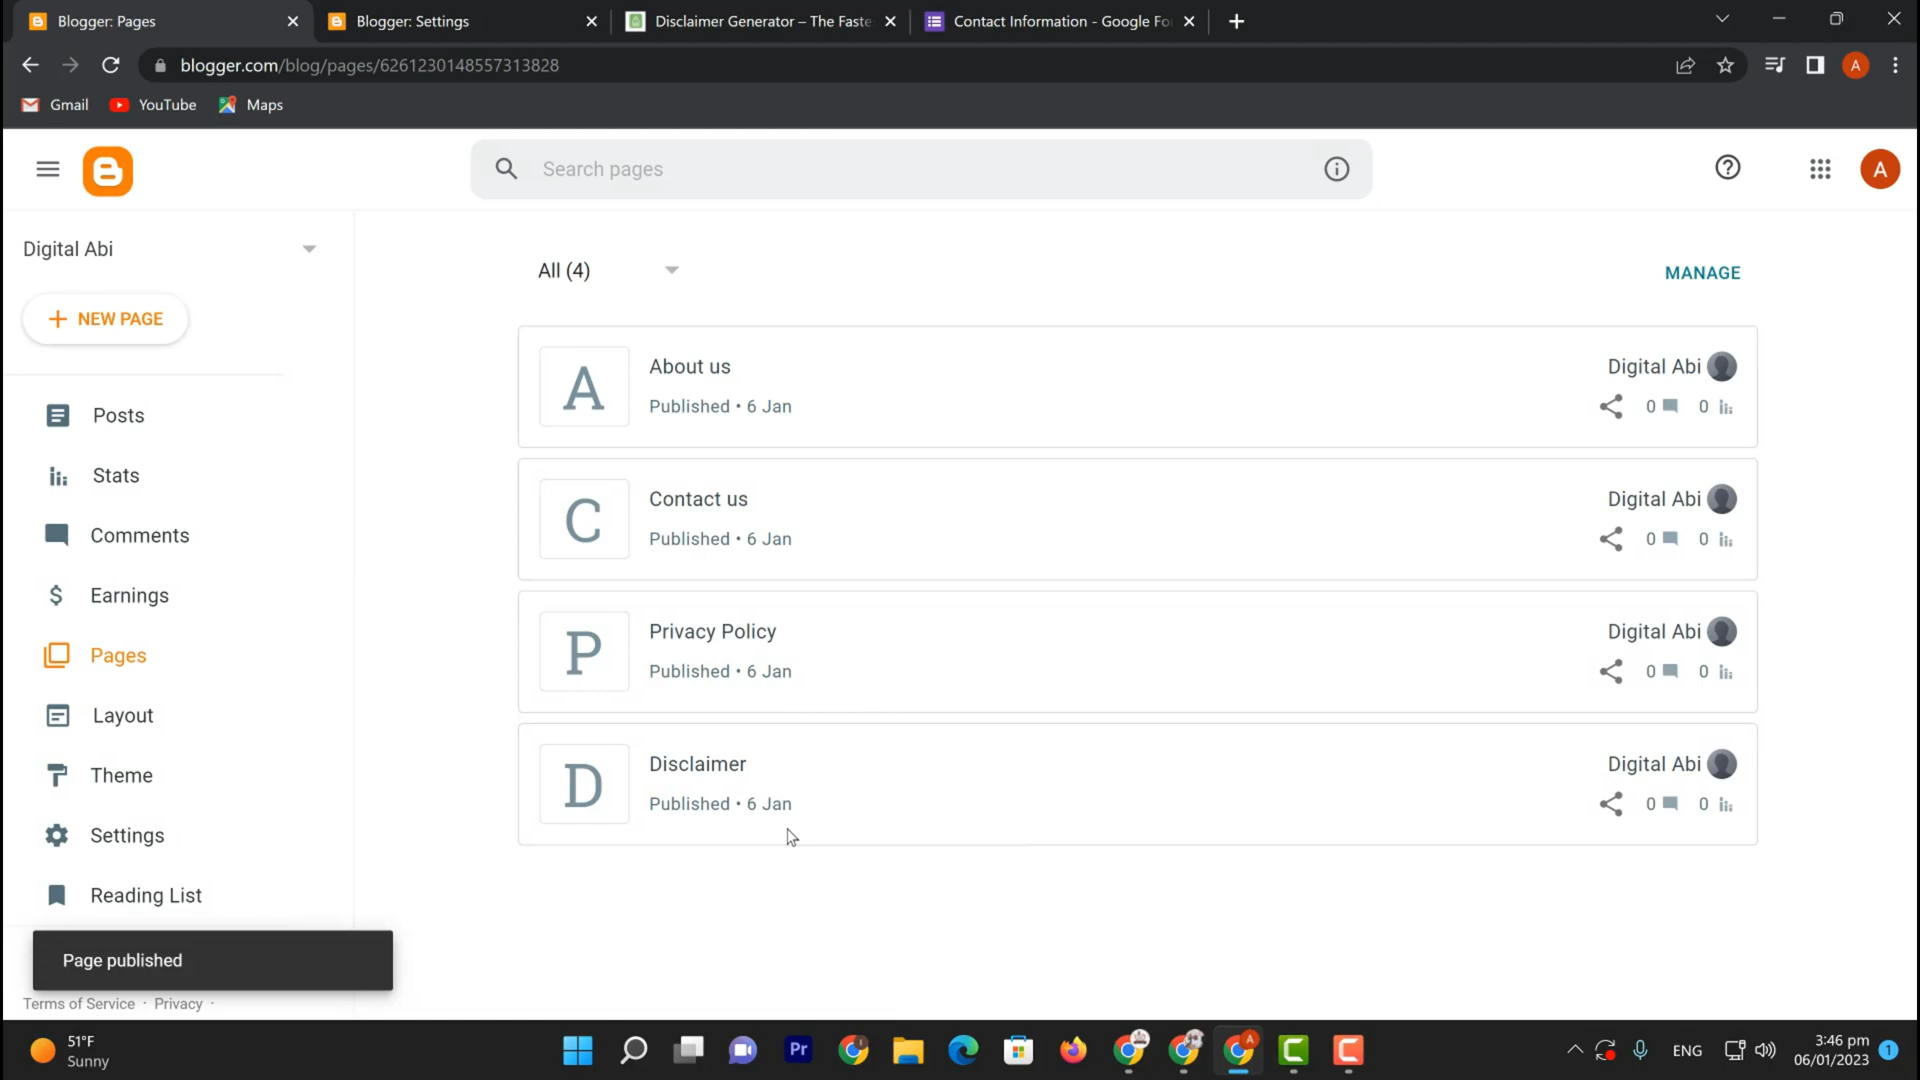 Blogger: Pages
Blogger: Settings
Disclaimer Generator – The Faste
Contact Information - Google Fo
blogger.com/blog/pages/6261230148557313828
A
Gmail
YouTube
Maps
Search pages
A
Digital Abi
NEW PAGE
Posts
Stats
Comments
Earnings
Pages
Layout
Theme
Settings
Reading List
Page published
Terms of Service · Privacy ·
All (4)
MANAGE
A
About us
Published • 6 Jan
Digital Abi
0 0
C
Contact us
Published • 6 Jan
Digital Abi
0 0
P
Privacy Policy
Published • 6 Jan
Digital Abi
0 0
D
Disclaimer
Published • 6 Jan
Digital Abi
0 0
51°F
Sunny
Pr
A
ENG
3:46 pm
06/01/2023
1